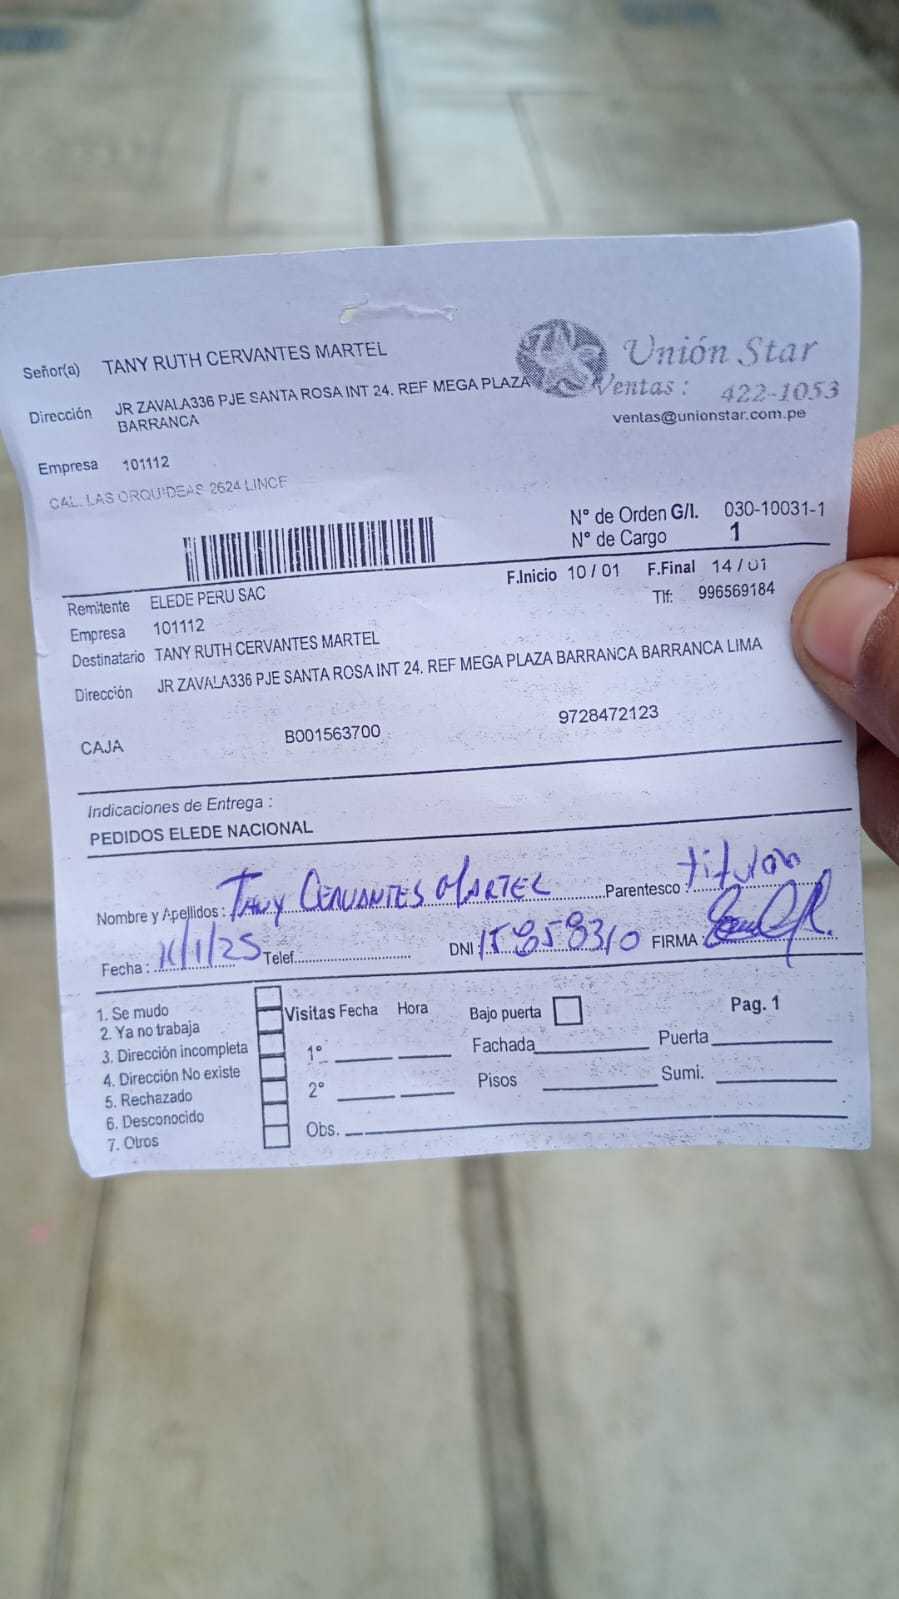 Señor(a) TANY RUTH CERVANTES MARTEL
Unión Star
Ventas : 422-1053
ventas@unionstar.com.pe
Dirección JR ZAVALA336 PJE SANTA ROSA INT 24. REF MEGA PLAZA
BARRANCA
Empresa 101112
CAL. LAS ORQUIDEAS 2624 LINCE
N° de Orden G/I. 030-10031-1
N° de Cargo 1
F.Inicio 10 / 01 F.Final 14 / 01
Remitente ELEDE PERU SAC
Tlf: 996569184
Empresa 101112
Destinatario TANY RUTH CERVANTES MARTEL
Dirección JR ZAVALA336 PJE SANTA ROSA INT 24. REF MEGA PLAZA BARRANCA BARRANCA LIMA
CAJA B001563700 9728472123
Indicaciones de Entrega :
PEDIDOS ELEDE NACIONAL
Nombre y Apellidos : TANY CERVANTES MARTEL Parentesco : titular
Fecha : 11/1/25 Telef. DNI 15858310 FIRMA
1. Se mudo
2. Ya no trabaja
3. Dirección incompleta
4. Dirección No existe
5. Rechazado
6. Desconocido
7. Otros
Visitas Fecha Hora
1°
2°
Obs.
Bajo puerta Pag. 1
Fachada Puerta
Pisos Sumi.